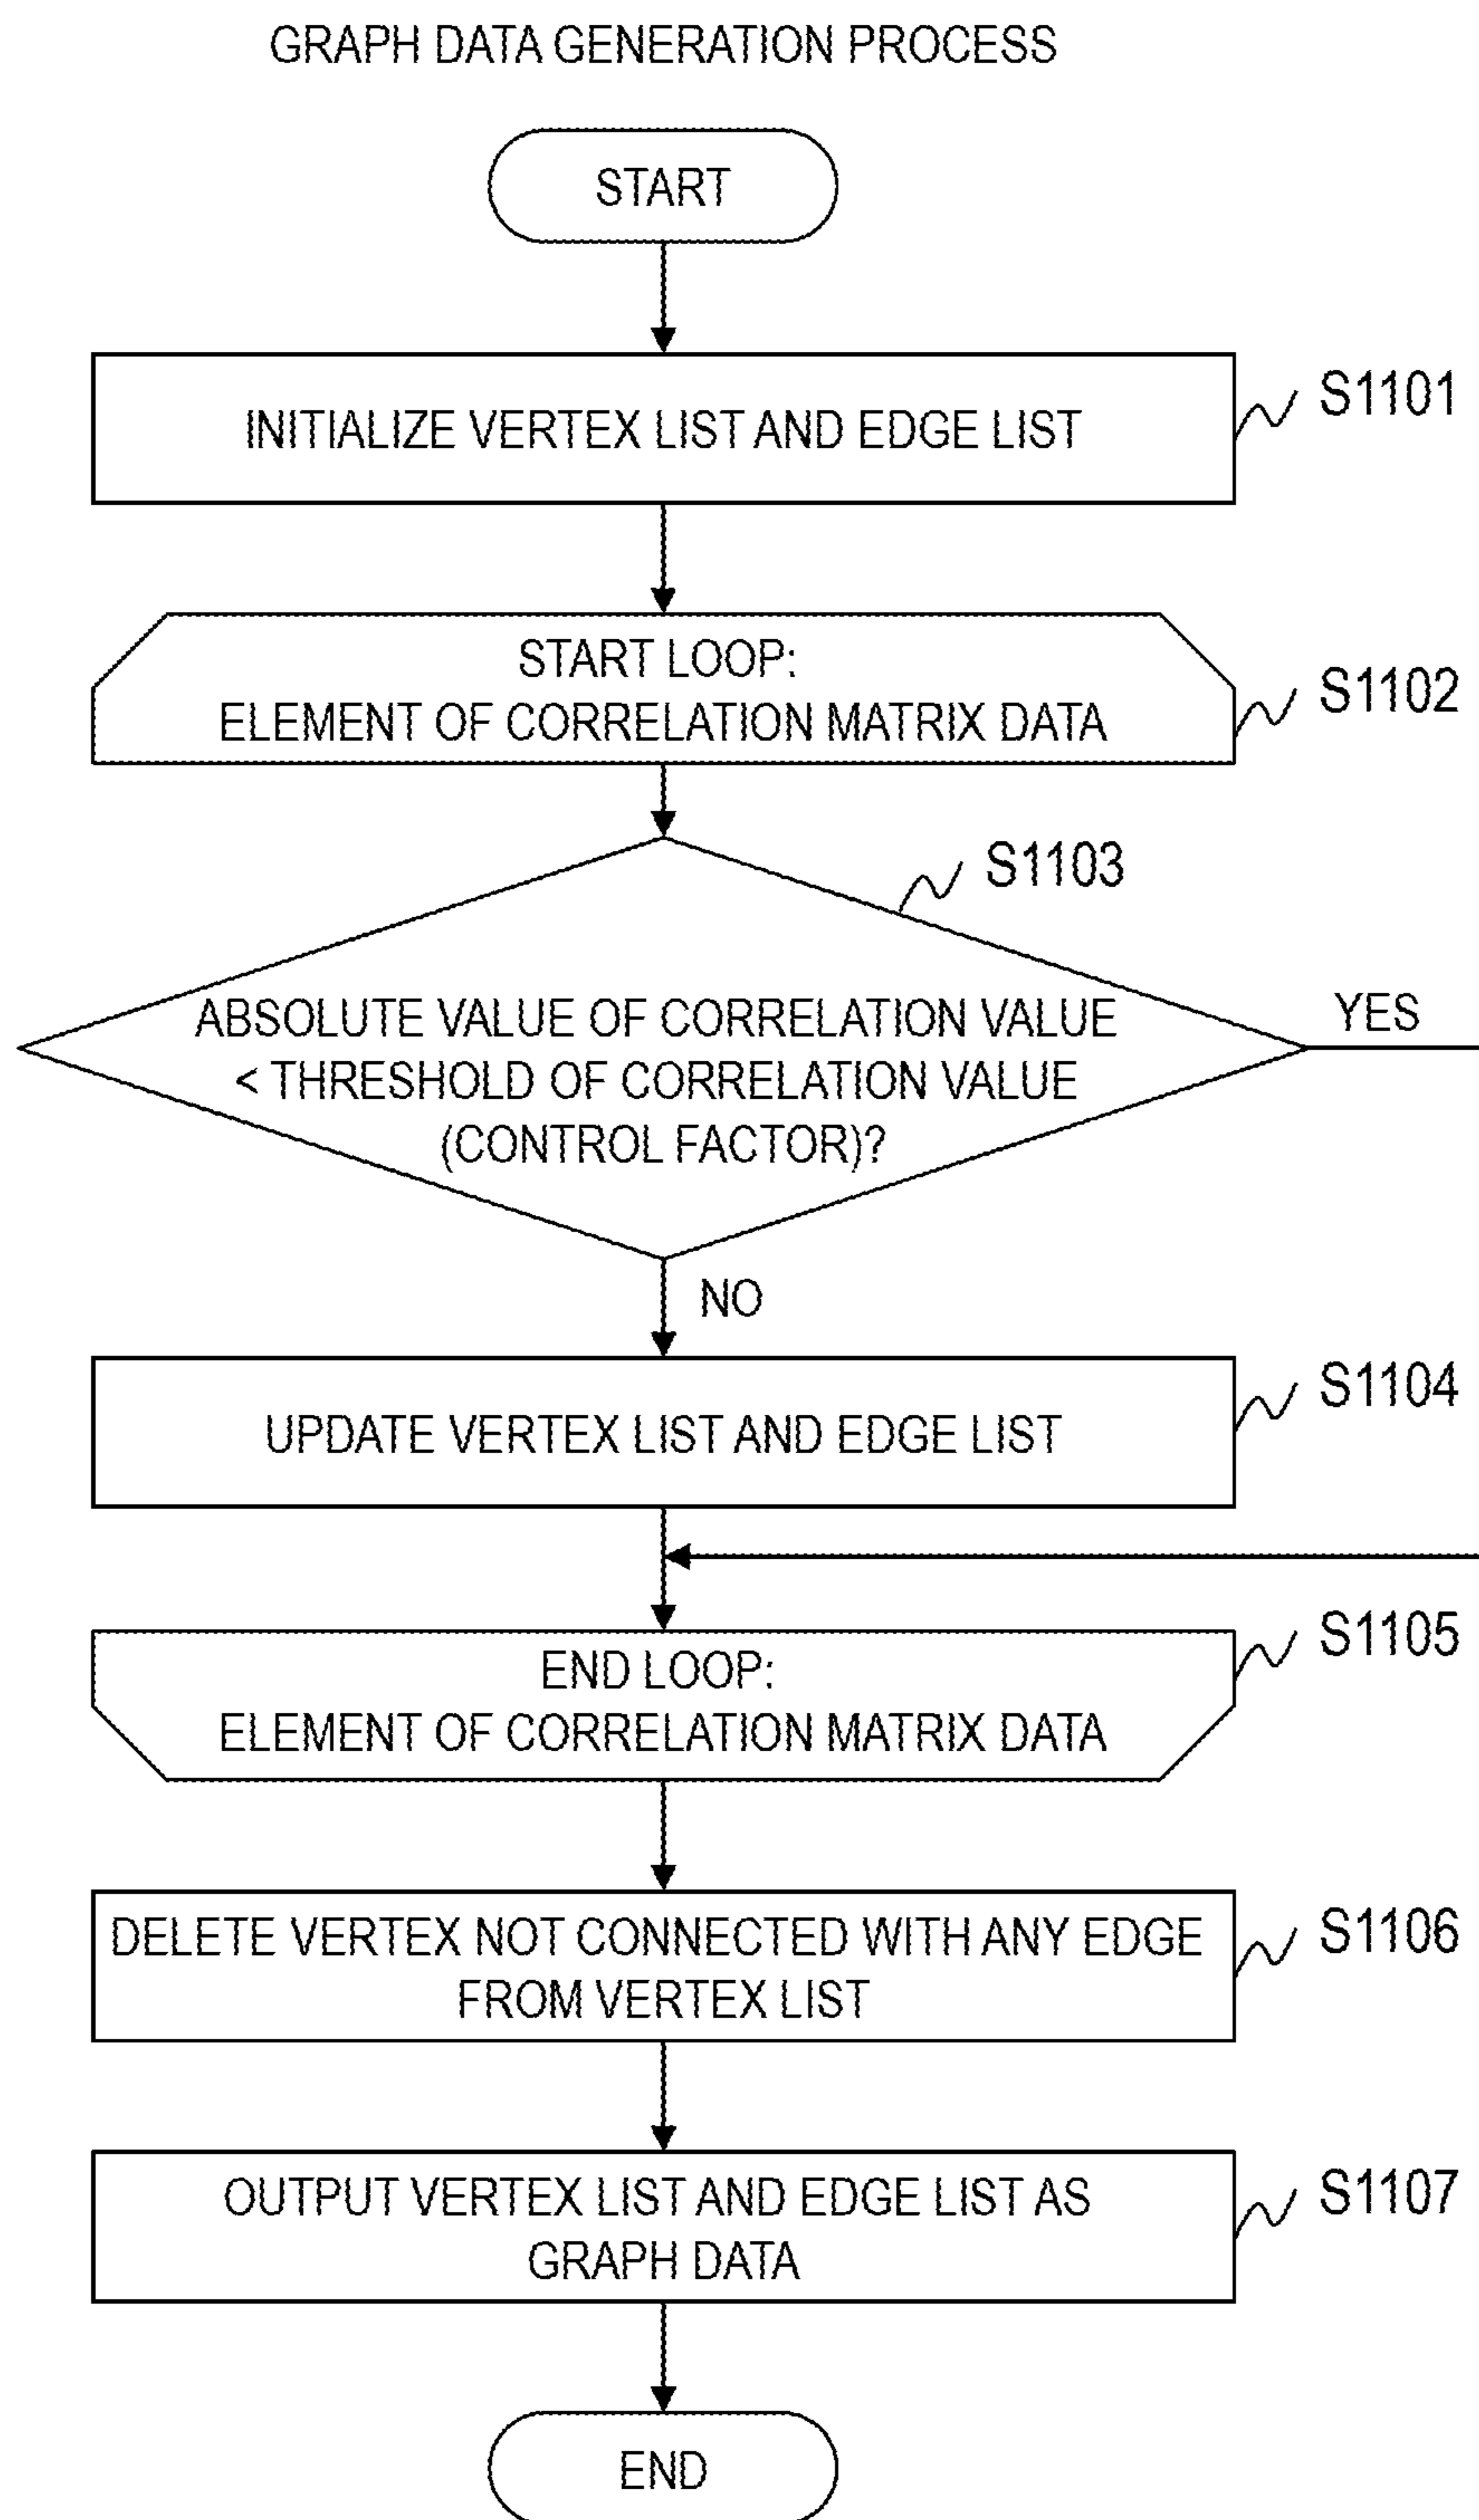 GRAPH DATA GENERATION PROCESS
START
INITIALIZE VERTEX LIST AND EDGE LIST
S1101
START LOOP:
ELEMENT OF CORRELATION MATRIX DATA
S1102
S1103
ABSOLUTE VALUE OF CORRELATION VALUE
< THRESHOLD OF CORRELATION VALUE
(CONTROL FACTOR)?
YES
NO
UPDATE VERTEX LIST AND EDGE LIST
S1104
END LOOP:
ELEMENT OF CORRELATION MATRIX DATA
S1105
DELETE VERTEX NOT CONNECTED WITH ANY EDGE
FROM VERTEX LIST
S1106
OUTPUT VERTEX LIST AND EDGE LIST AS
GRAPH DATA
S1107
END